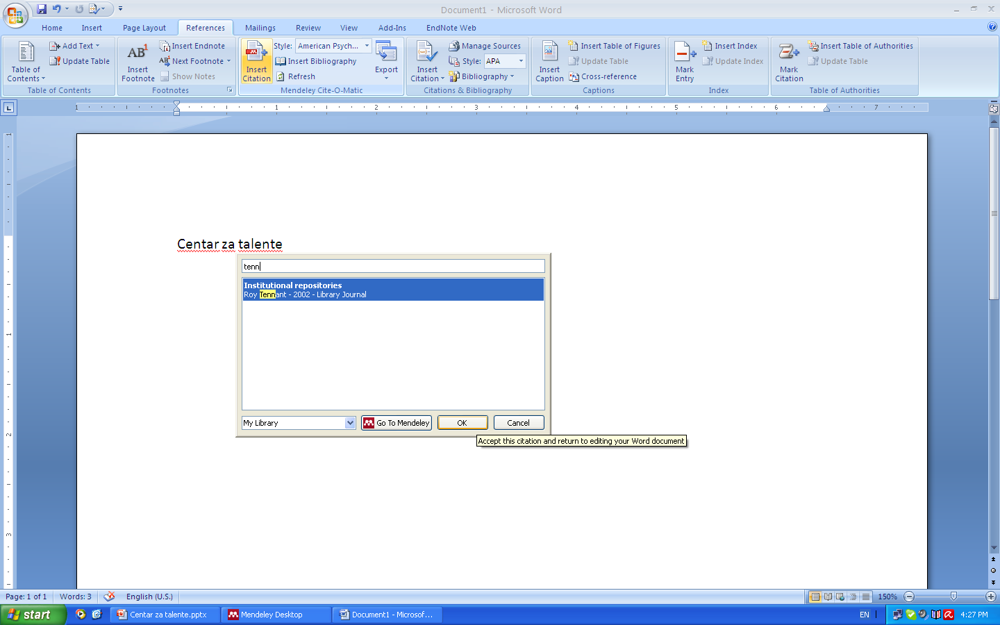 Document1 - Microsoft Word
Home Insert Page Layout References Mailings Review View Add-Ins EndNote Web
Table of Contents
Add Text
Update Table
Table of Contents
AB1
Insert Footnote
Insert Endnote
Next Footnote
Show Notes
Footnotes
Insert Citation
Style: American Psych...
Insert Bibliography
Refresh
Export
Mendeley Cite-O-Matic
Insert Citation
Manage Sources
Style: APA
Bibliography
Citations & Bibliography
Insert Caption
Insert Table of Figures
Update Table
Cross-reference
Captions
Mark Entry
Insert Index
Update Index
Index
Mark Citation
Insert Table of Authorities
Update Table
Table of Authorities
1 1 2 3 4 5 6 7
1
1
2
3
Centar za talente
tenn
Institutional repositories
Roy Tennant - 2002 - Library Journal
My Library Go To Mendeley OK Cancel
Accept this citation and return to editing your Word document
Page: 1 of 1 Words: 3 English (U.S.) 150%
start Centar za talente.pptx Mendeley Desktop Document1 - Microsof... EN 4:27 PM